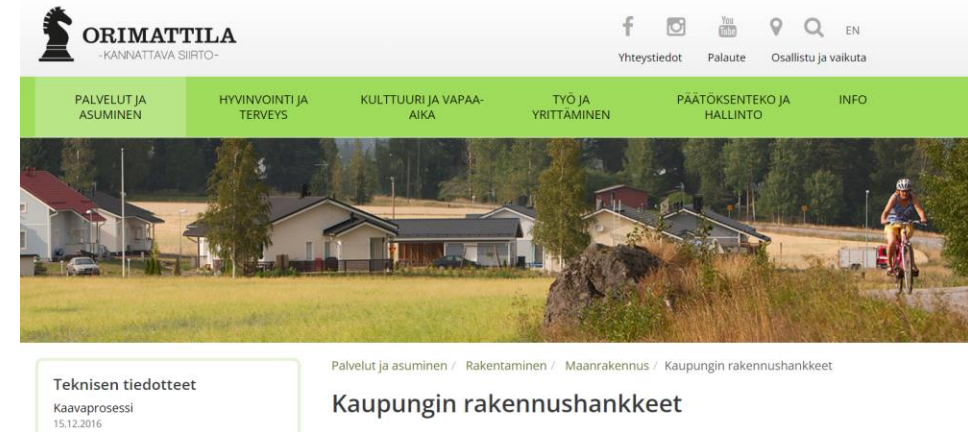 ORIMATTILA
-KANNATTAVA SIIRTO-
You
Tube
EN
Yhteystiedot Palaute Osallistu ja vaikuta
PALVELUT JA
ASUMINEN
HYVINVOINTI JA
TERVEYS
KULTTUURI JA VAPAA-
AIKA
TYÖ JA
YRITTÄMINEN
PÄÄTÖKSENTEKO JA
HALLINTO
INFO
Teknisen tiedotteet
Kaavaprosessi
15.12.2016
Palvelut ja asuminen / Rakentaminen / Maanrakennus / Kaupungin rakennushankkeet
Kaupungin rakennushankkeet